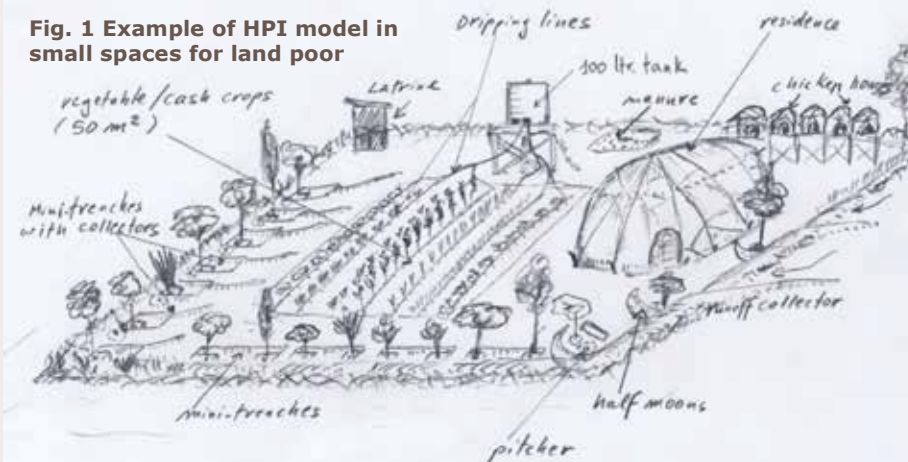 Fig. 1 Example of HPI model in
small spaces for land poor
Dripping lines
residence
Latrine
100 ltr. tank
manure
chicken house
vegetable/cash crops
(50 m²)
Mini-trenches
with collectors
runoff collector
mini-trenches
half moons
pitcher